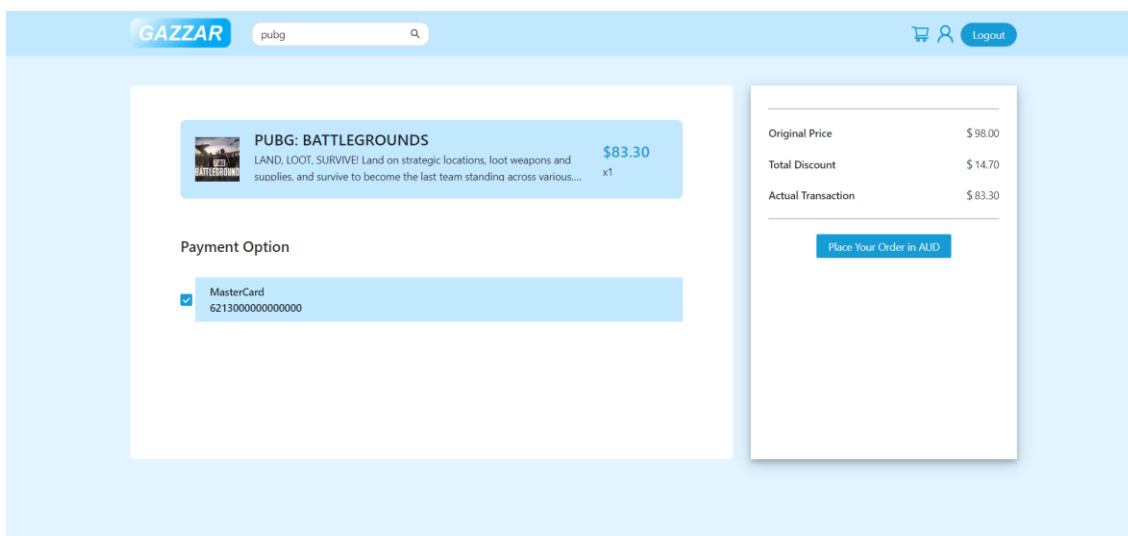 GAZZAR
pubg
Logout
PUBG: BATTLEGROUNDS
LAND, LOOT, SURVIVE! Land on strategic locations, loot weapons and
supplies, and survive to become the last team standing across various,...
$83.30
x1
BATTLEGROUND
Payment Option
MasterCard
6213000000000000
Original Price $ 98.00
Total Discount $ 14.70
Actual Transaction $ 83.30
Place Your Order in AUD